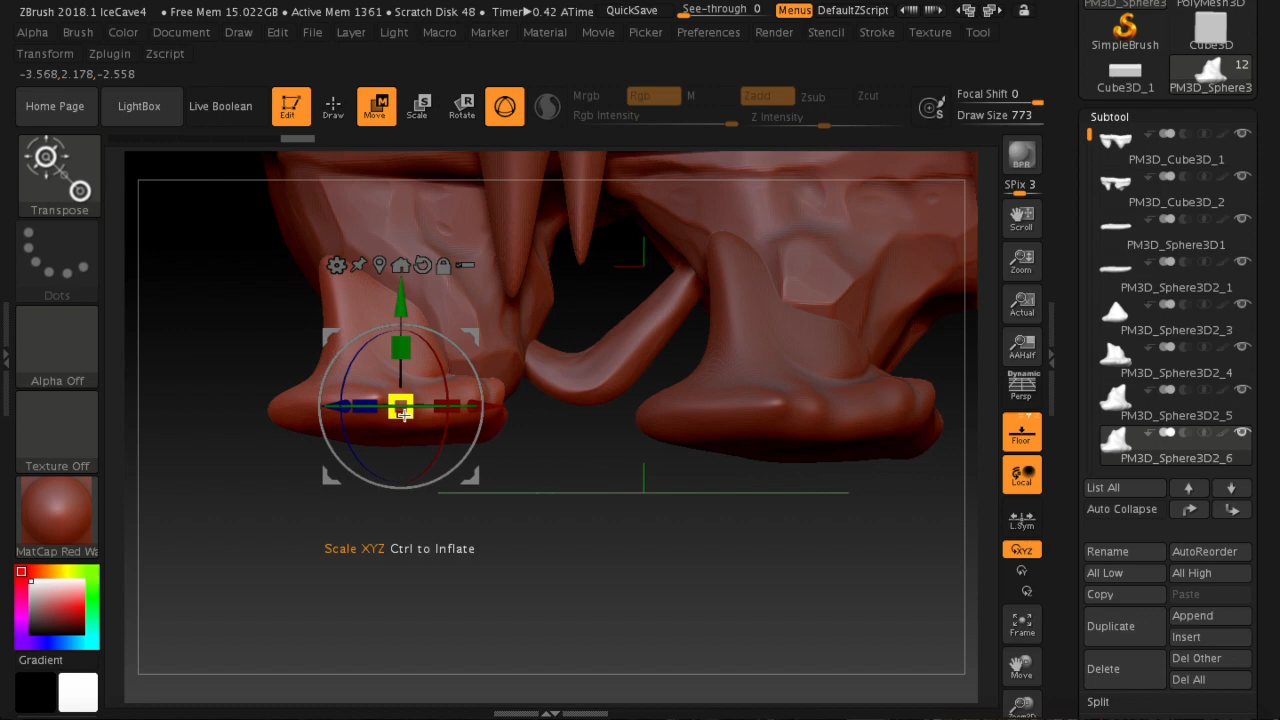 ZBrush 2018.1 IceCave4 • Free Mem 15.022GB • Active Mem 1361 • Scratch Disk 48 • Timer▶0.42 ATime QuickSave See-through 0 Menus DefaultZScript
Alpha Brush Color Document Draw Edit File Layer Light Macro Marker Material Movie Picker Preferences Render Stencil Stroke Texture Tool
Transform Zplugin Zscript
-3.568,2.178,-2.558
Home Page LightBox Live Boolean Edit Draw Move Scale Rotate
Mrgb Rgb M Zadd Zsub Zcut
Rgb Intensity Z Intensity
Focal Shift 0
Draw Size 773
Transpose
Dots
Alpha Off
Texture Off
MatCap Red Wa
Gradient
Scale XYZ Ctrl to Inflate
BPR
SPix 3
Scroll
Zoom
Actual
AAHalf
Dynamic
Persp
Floor
Local
L.Sym
XYZ
Y
Z
Frame
Move
Zoom3D
PM3D_Sphere3 PolyMesh3D
SimpleBrush Cube3D
12
Cube3D_1 PM3D_Sphere3
Subtool
PM3D_Cube3D_1
PM3D_Cube3D_2
PM3D_Sphere3D1
PM3D_Sphere3D2_1
PM3D_Sphere3D2_3
PM3D_Sphere3D2_4
PM3D_Sphere3D2_5
PM3D_Sphere3D2_6
List All
Auto Collapse
Rename AutoReorder
All Low All High
Copy Paste
Duplicate Append
Insert
Delete Del Other
Del All
Split